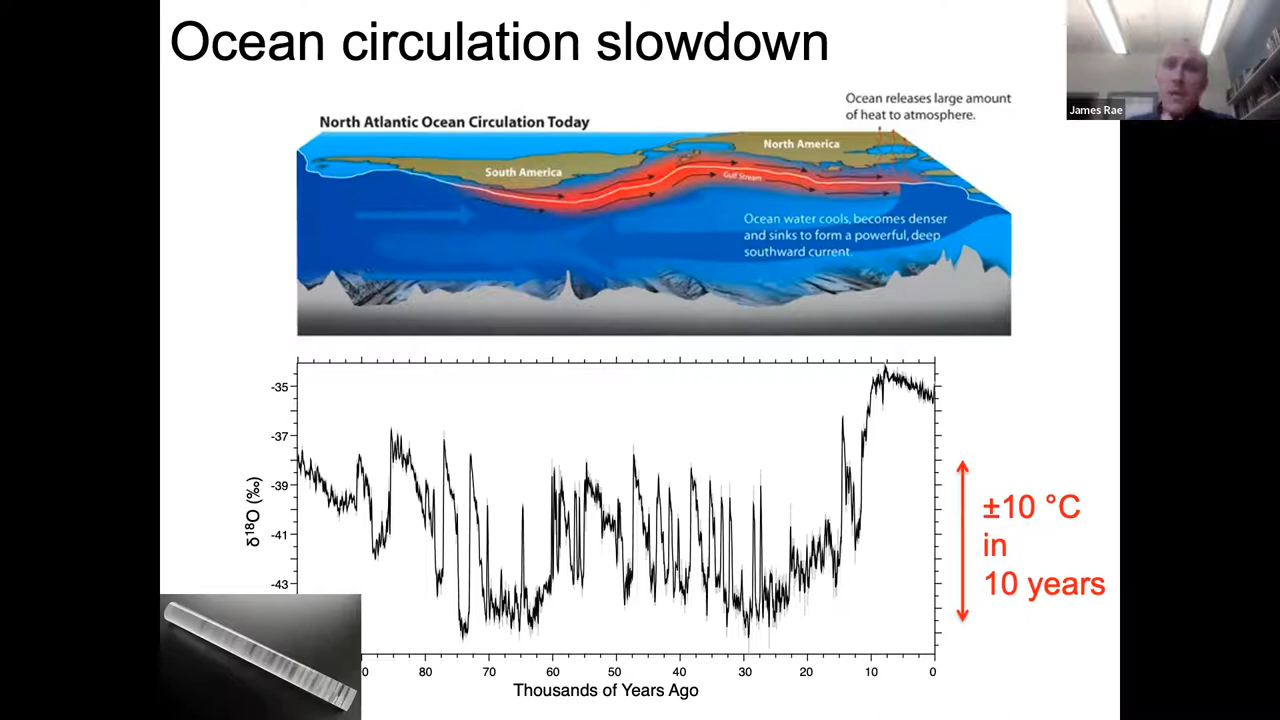 Ocean circulation slowdown
James Rae
Ocean releases large amount
of heat to atmosphere.
North Atlantic Ocean Circulation Today
North America
South America
Gulf Stream
Ocean water cools, becomes denser
and sinks to form a powerful, deep
southward current.
-35
-37
-39
-41
-43
δ18O (‰)
±10 °C
in
10 years
0 80 70 60 50 40 30 20 10 0
Thousands of Years Ago